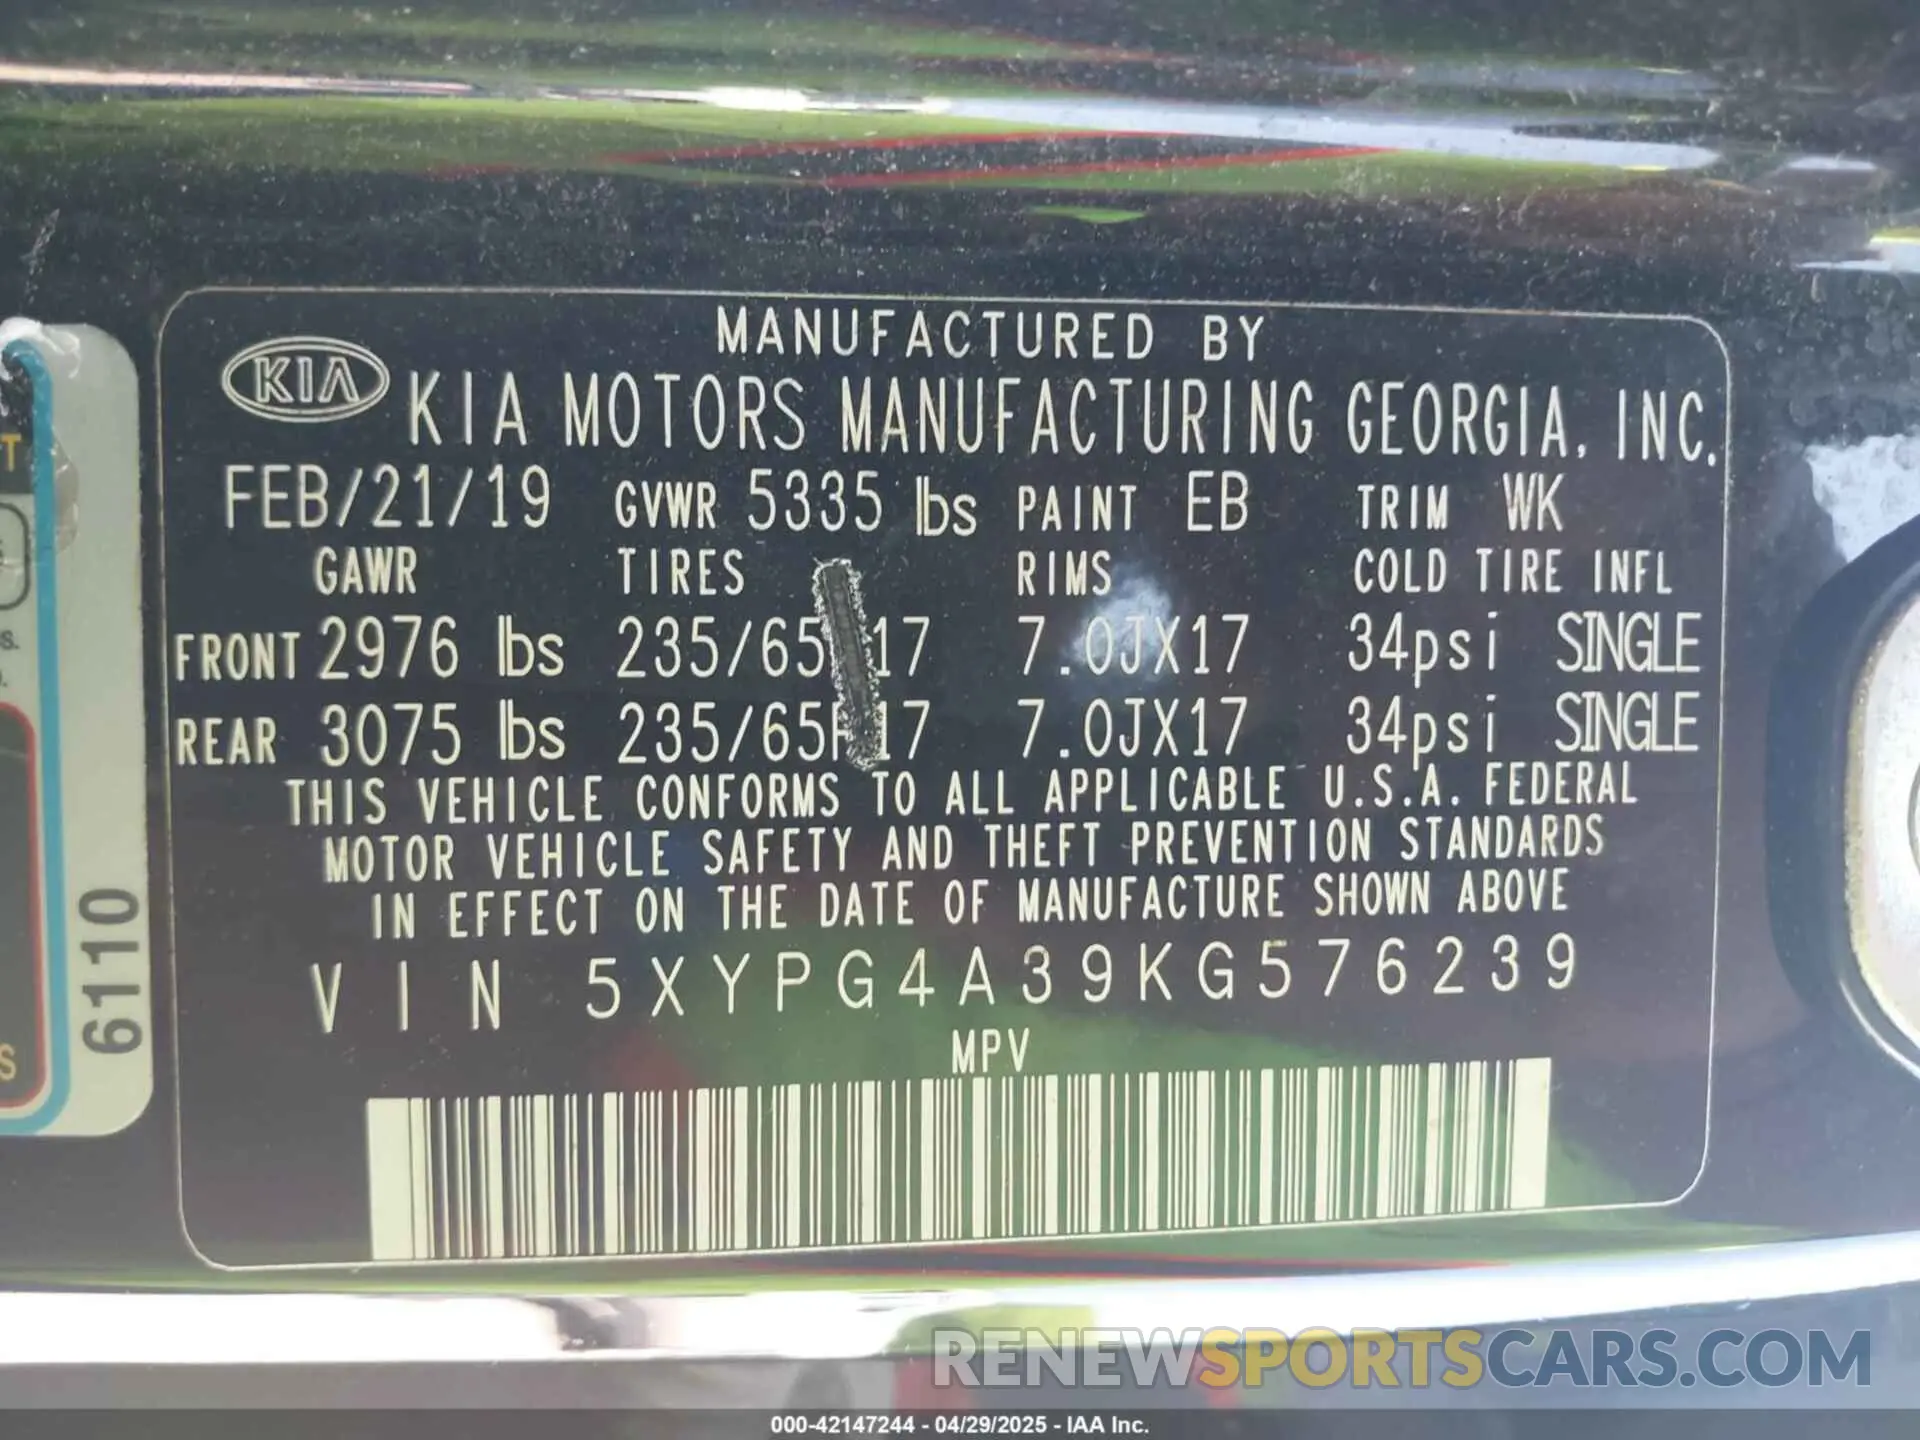 MANUFACTURED BY
KIA KIA MOTORS MANUFACTURING GEORGIA, INC.
FEB/21/19 GVWR 5335 lbs PAINT EB TRIM WK
GAWR TIRES RIMS COLD TIRE INFL
FRONT 2976 lbs 235/65 17 7.0JX17 34psi SINGLE
REAR 3075 lbs 235/65R17 7.0JX17 34psi SINGLE
THIS VEHICLE CONFORMS TO ALL APPLICABLE U.S.A. FEDERAL
MOTOR VEHICLE SAFETY AND THEFT PREVENTION STANDARDS
IN EFFECT ON THE DATE OF MANUFACTURE SHOWN ABOVE
VIN 5XYPG4A39KG576239
MPV
6110
RENEWSPORTSCARS.COM
000-42147244 - 04/29/2025 - IAA Inc.